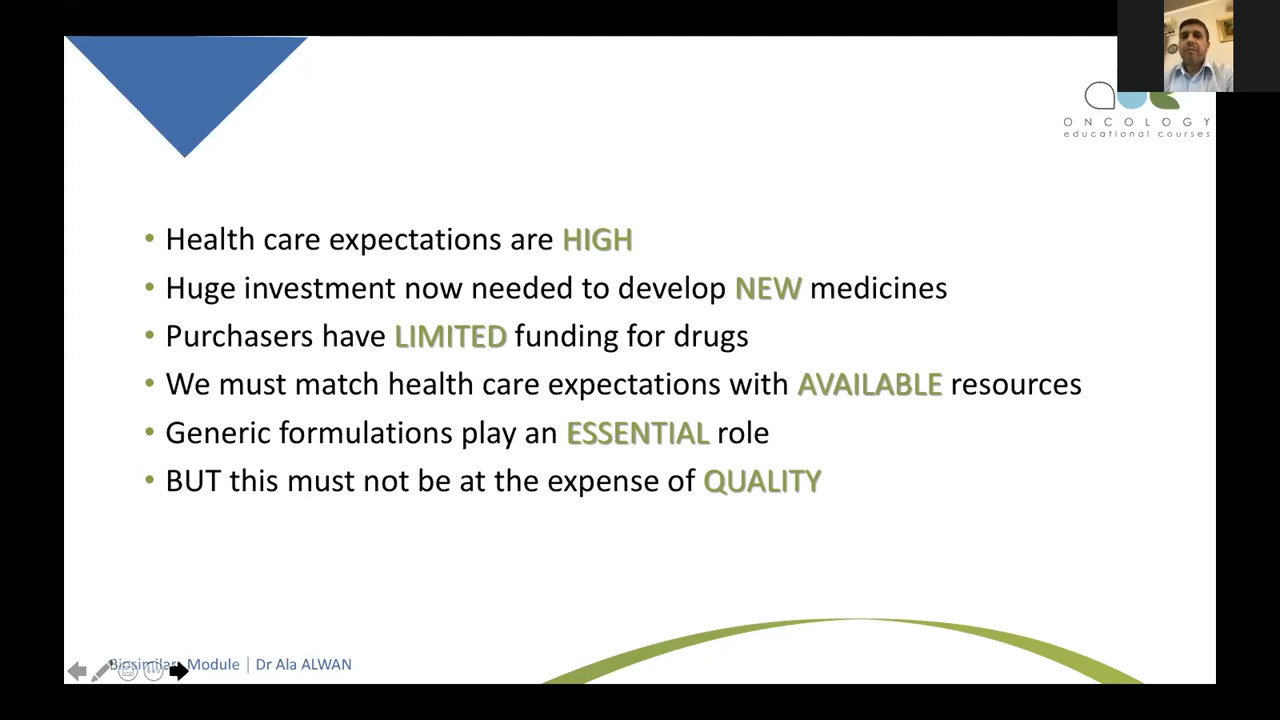 ONCOLOGY
educational courses
• Health care expectations are HIGH
• Huge investment now needed to develop NEW medicines
• Purchasers have LIMITED funding for drugs
• We must match health care expectations with AVAILABLE resources
• Generic formulations play an ESSENTIAL role
• BUT this must not be at the expense of QUALITY
Biosimilars Module | Dr Ala ALWAN